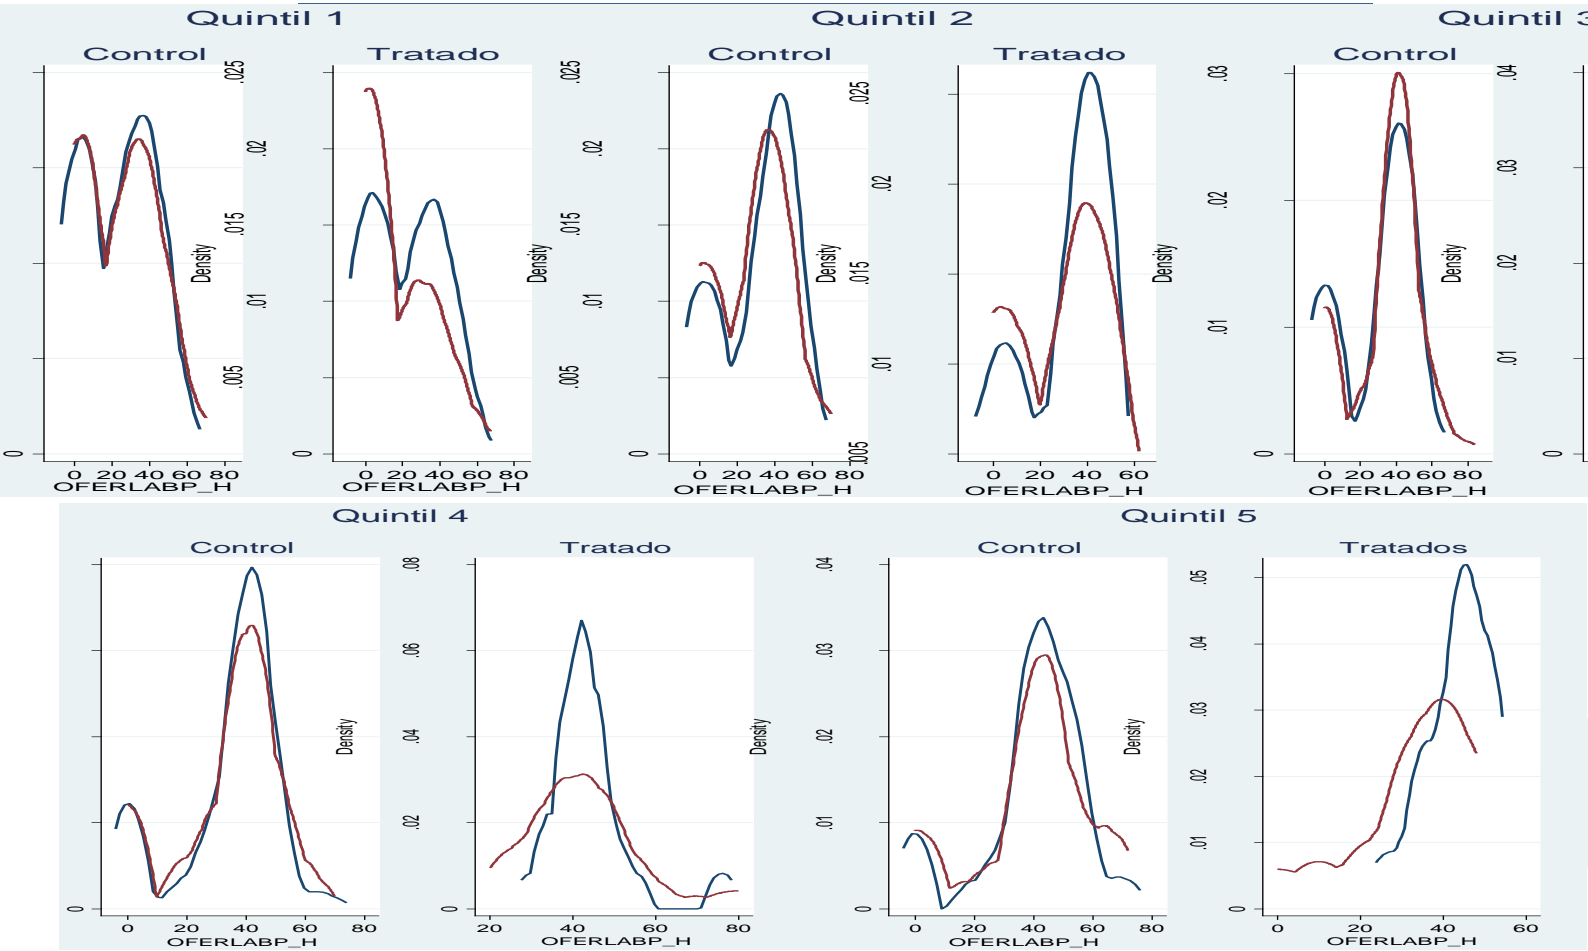 Quintil 1 Quintil 2 Quintil 3
Control Tratado Control Tratado Control
0
0 20 40 60 80
OFERLABP_H
Density
.025
.02
.015
.01
.005
0
0 20 40 60 80
OFERLABP_H
Density
.025
.02
.015
.01
.005
0
0 20 40 60 80
OFERLABP_H
Density
.025
.02
.015
.01
.005
0 20 40 60
OFERLABP_H
Density
.03
.02
.01
0
0 20 40 60 80
OFERLABP_H
Density
.04
.03
.02
.01
0
Quintil 4 Quintil 5
Control Tratado Control Tratados
0
0 20 40 60 80
OFERLABP_H
Density
.08
.06
.04
.02
0
20 40 60 80
OFERLABP_H
Density
.04
.03
.02
.01
0
0 20 40 60 80
OFERLABP_H
Density
.05
.04
.03
.02
.01
0
0 20 40 60
OFERLABP_H